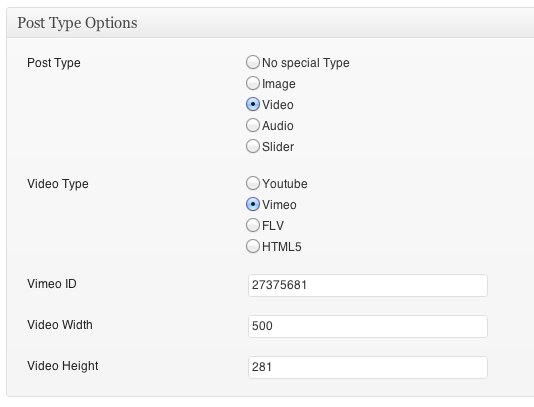 Post Type Options
Post Type
No special Type
Image
Video
Audio
Slider
Video Type
Youtube
Vimeo
FLV
HTML5
Vimeo ID
27375681
Video Width
500
Video Height
281